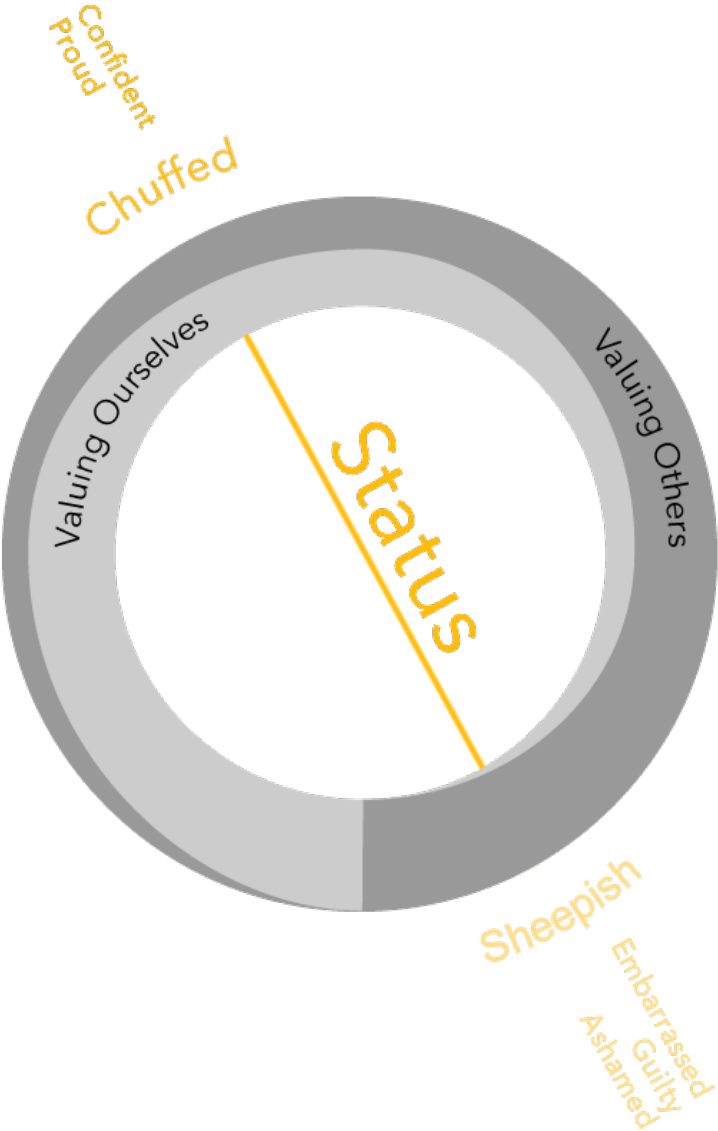 Confident
Proud
Chuffed
Valuing Ourselves
Valuing Others
Status
Sheepish
Embarrassed
Guilty
Ashamed